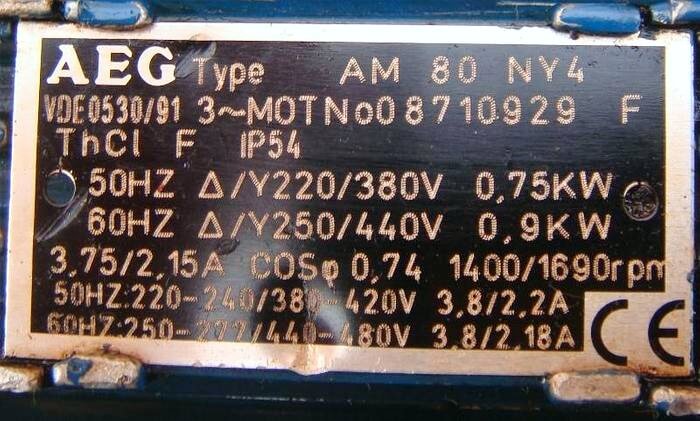 AEG Type AM 80 NY4
VDE0530/91 3~MOT No08710929 F
ThCl F IP54
50HZ Δ/Y220/380V 0,75KW
60HZ Δ/Y250/440V 0,9KW
3,75/2,15A COSφ 0,74 1400/1690rpm
50HZ:220-240/380-420V 3,8/2,2A
60HZ:250-277/440-480V 3,8/2,18A
CE